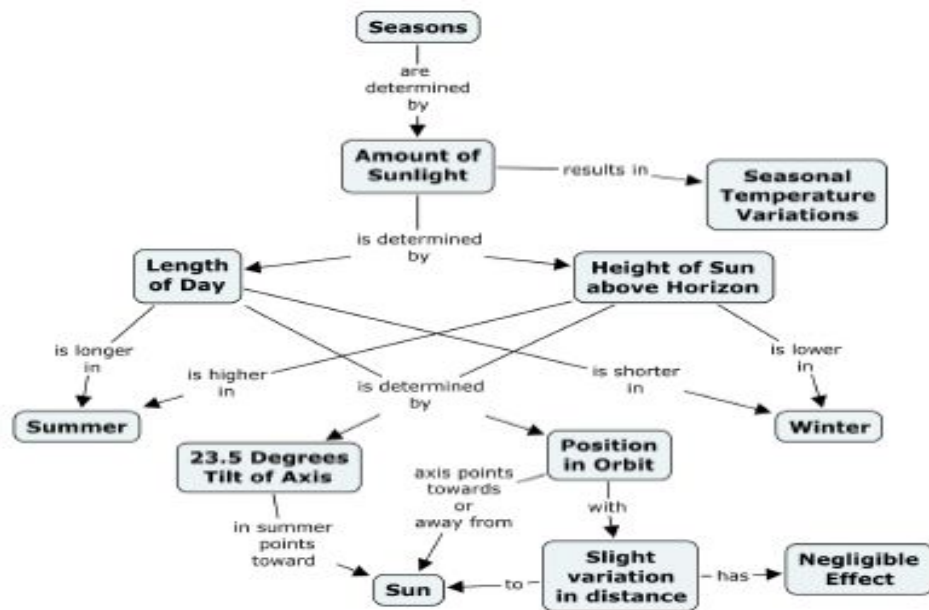 Seasons
are
determined
by
Amount of
Sunlight
results in
Seasonal
Temperature
Variations
is determined
by
Length
of Day
Height of Sun
above Horizon
is longer
in
is higher
in
is determined
by
is shorter
in
is lower
in
Summer
Winter
23.5 Degrees
Tilt of Axis
Position
in Orbit
axis points
towards
or
away from
with
in summer
points
toward
Sun
to
Slight
variation
in distance
has
Negligible
Effect